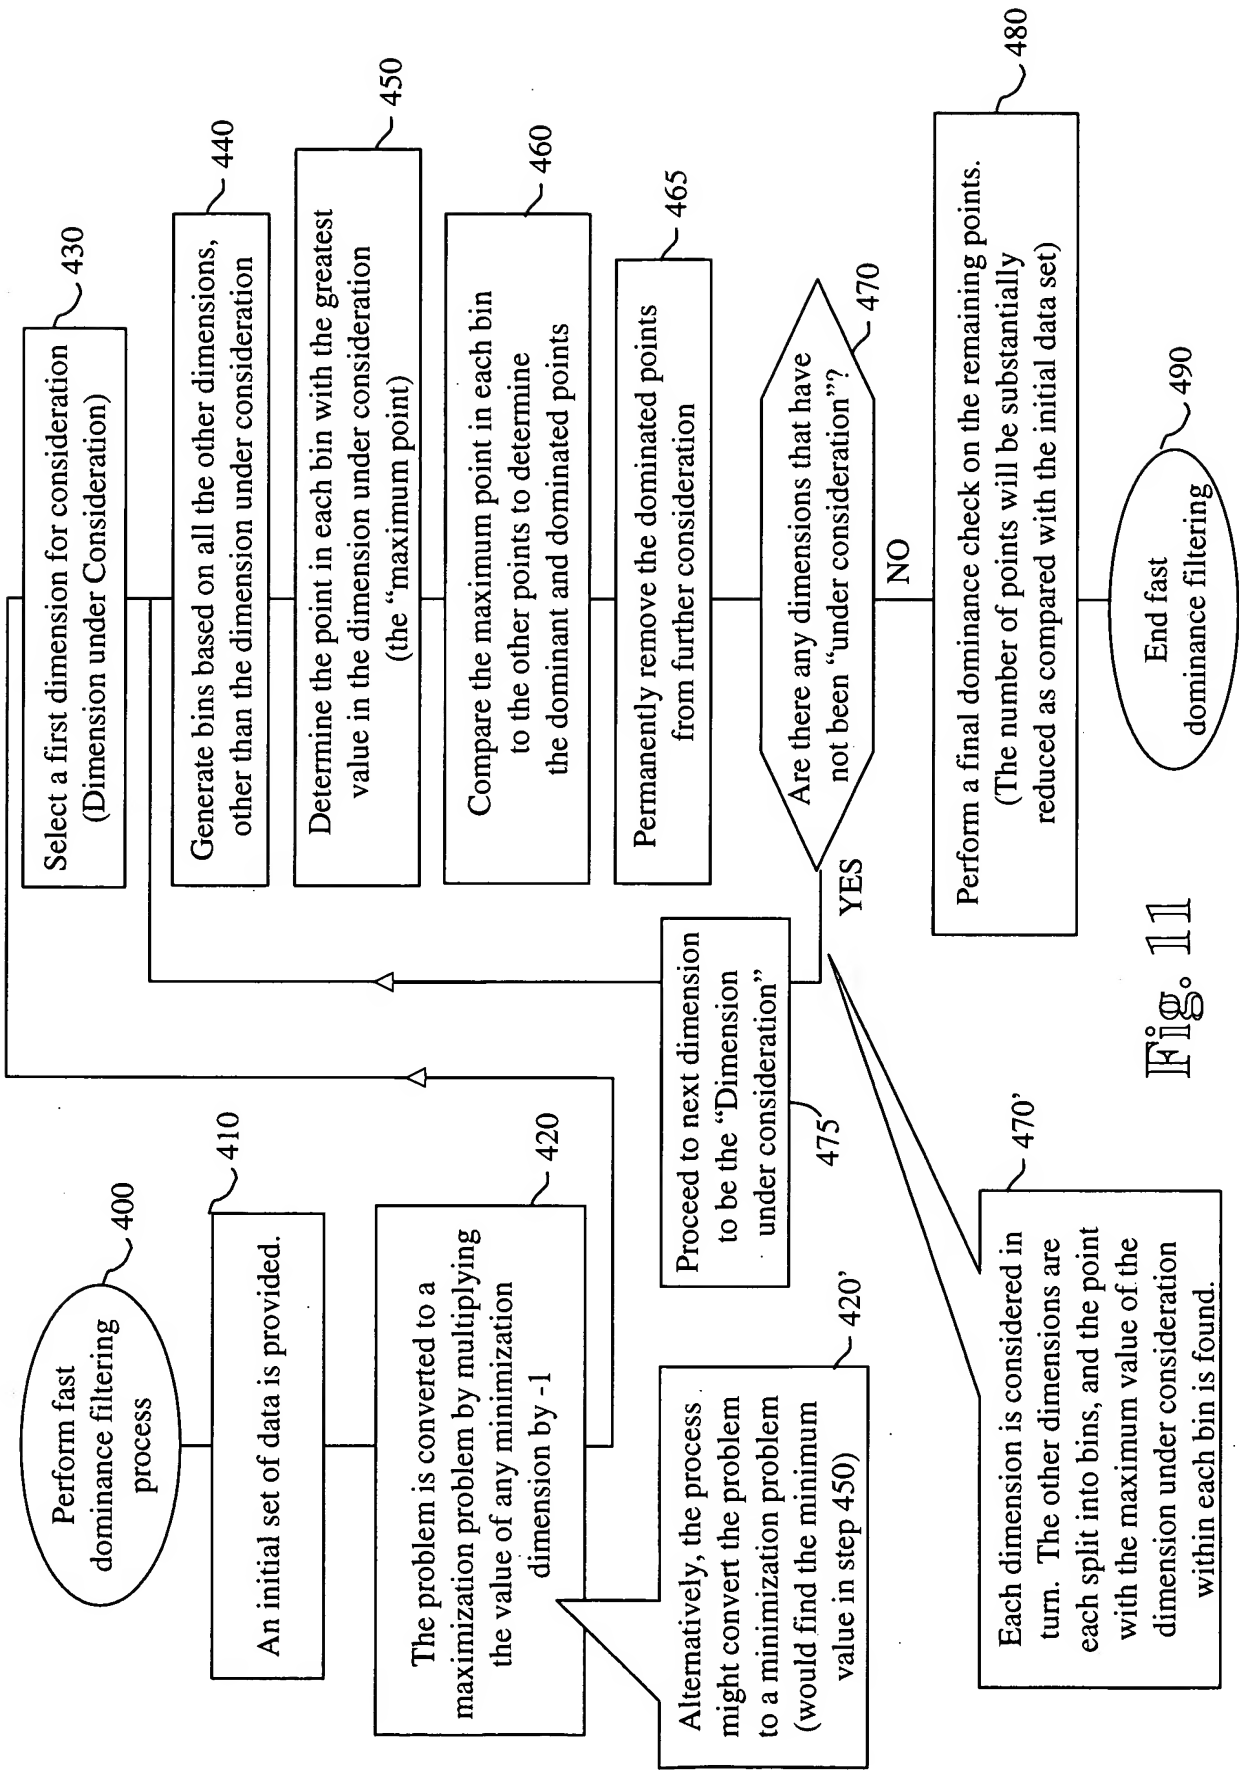 Perform fast
dominance filtering
process
400
An initial set of data is provided.
410
The problem is converted to a
maximization problem by multiplying
the value of any minimization
dimension by -1
420
Alternatively, the process
might convert the problem
to a minimization problem
(would find the minimum
value in step 450)
420’
Select a first dimension for consideration
(Dimension under Consideration)
430
Generate bins based on all the other dimensions,
other than the dimension under consideration
440
Determine the point in each bin with the greatest
value in the dimension under consideration
(the “maximum point)
450
Compare the maximum point in each bin
to the other points to determine
the dominant and dominated points
460
Permanently remove the dominated points
from further consideration
465
Are there any dimensions that have
not been “under consideration”?
470
YES
NO
Proceed to next dimension
to be the “Dimension
under consideration”
475
Each dimension is considered in
turn. The other dimensions are
each split into bins, and the point
with the maximum value of the
dimension under consideration
within each bin is found.
470’
Perform a final dominance check on the remaining points.
(The number of points will be substantially
reduced as compared with the initial data set)
480
End fast
dominance filtering
490
Fig. 11